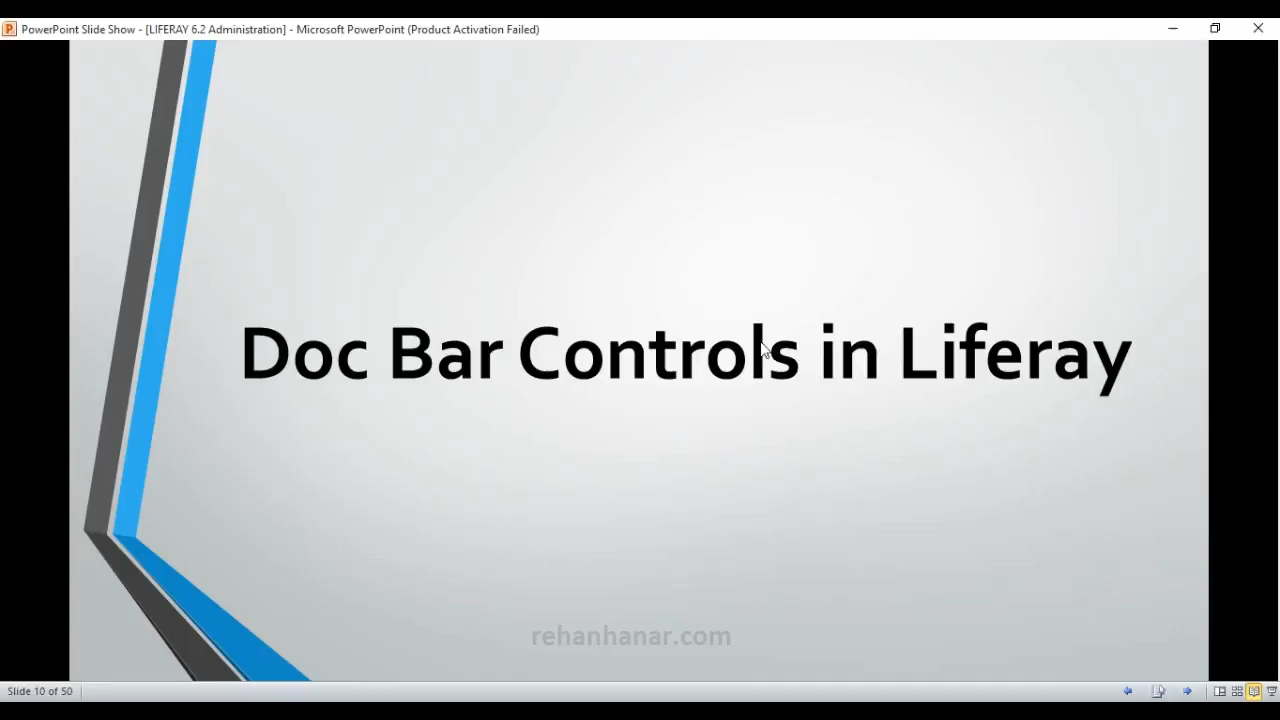 PowerPoint Slide Show - [LIFERAY 6.2 Administration] - Microsoft PowerPoint (Product Activation Failed)
Doc Bar Controls in Liferay
rehanhanar.com
Slide 10 of 50